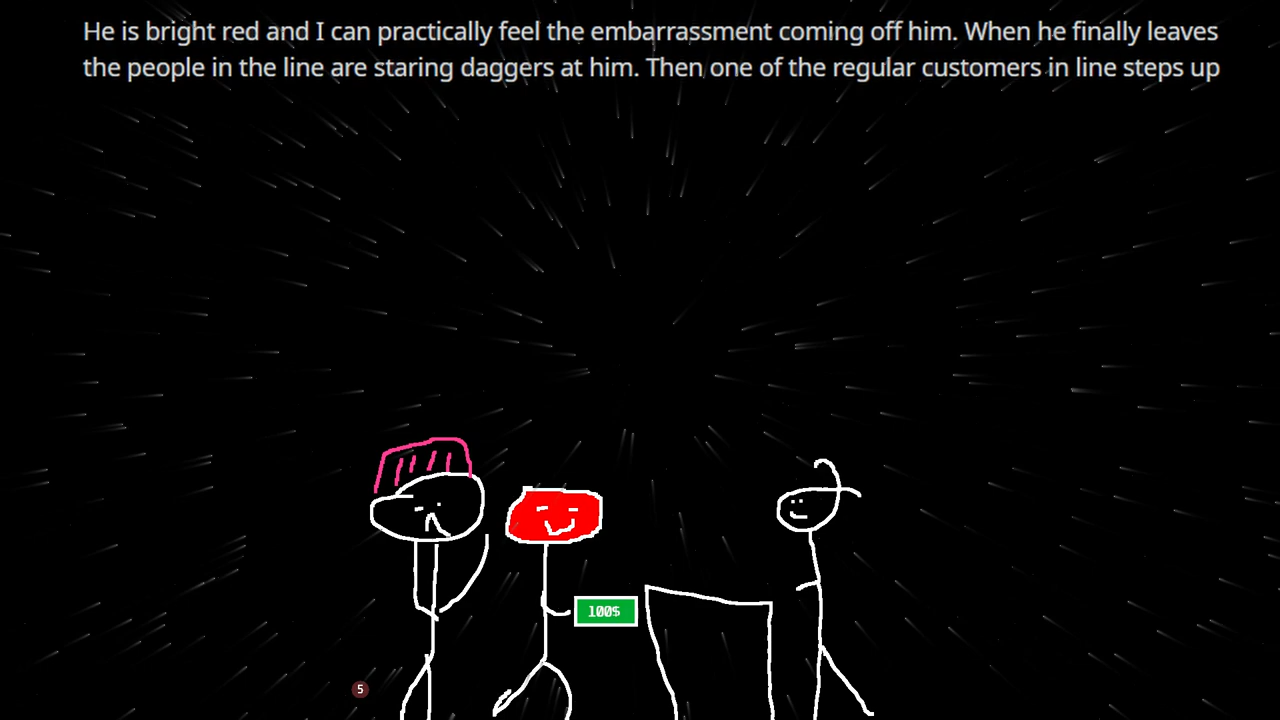 He is bright red and I can practically feel the embarrassment coming off him. When he finally leaves
the people in the line are staring daggers at him. Then one of the regular customers in line steps up
100$
5